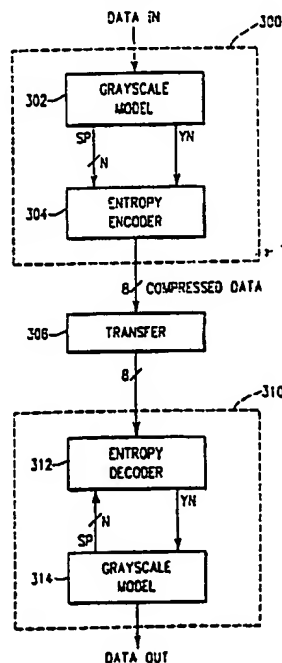 DATA IN
300
302
GRAYSCALE
MODEL
SP
N
YN
304
ENTROPY
ENCODER
8
COMPRESSED DATA
306
TRANSFER
8
310
312
ENTROPY
DECODER
N
SP
YN
314
GRAYSCALE
MODEL
DATA OUT